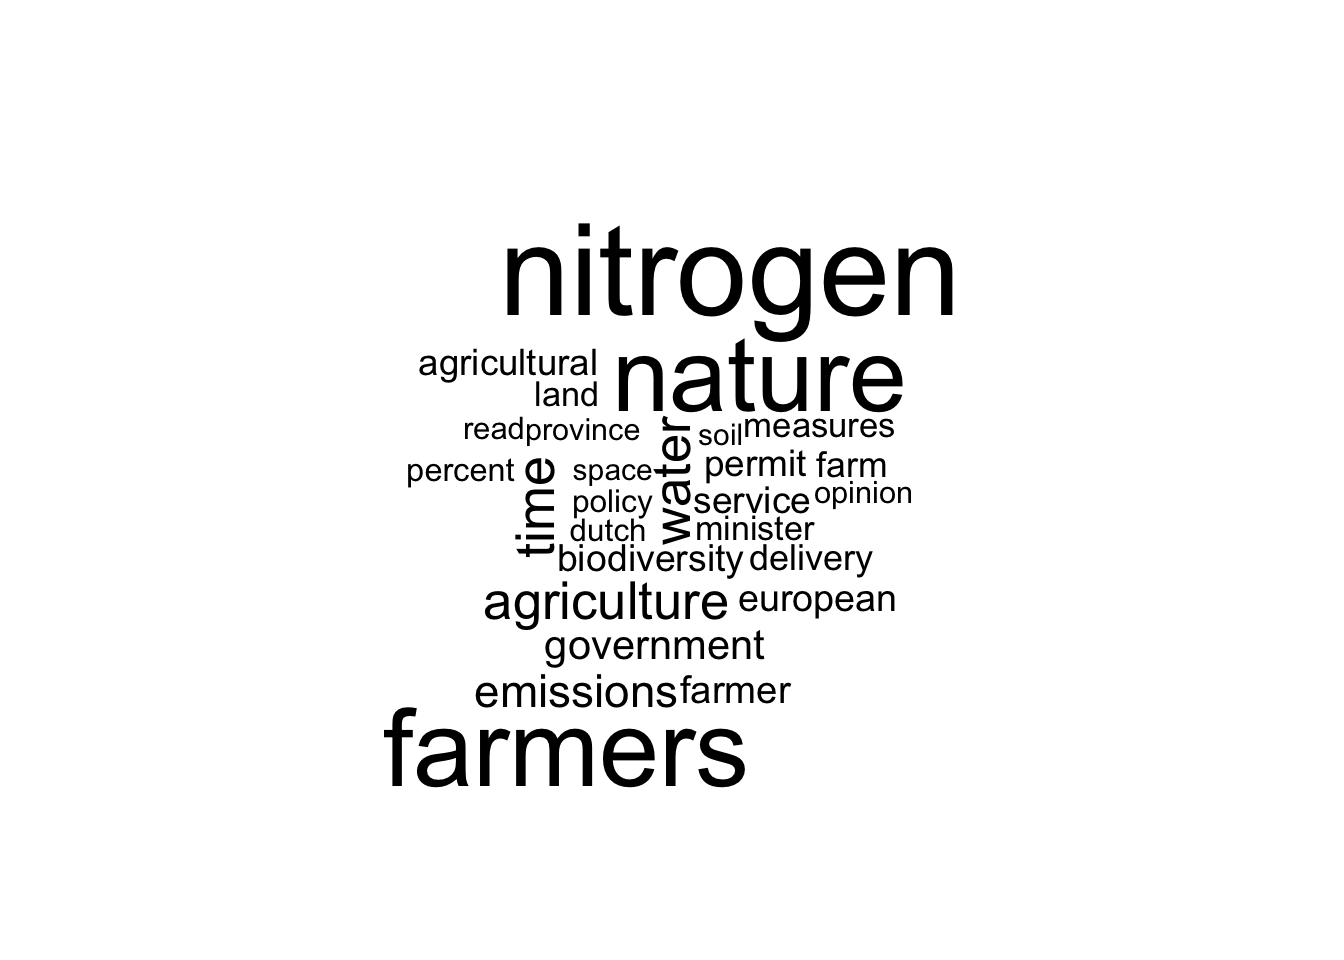 nitrogen
agricultural nature
land
read province water soil measures
percent time space permit farm
policy service opinion
dutch minister
biodiversity delivery
agriculture european
government
emissions farmer
farmers